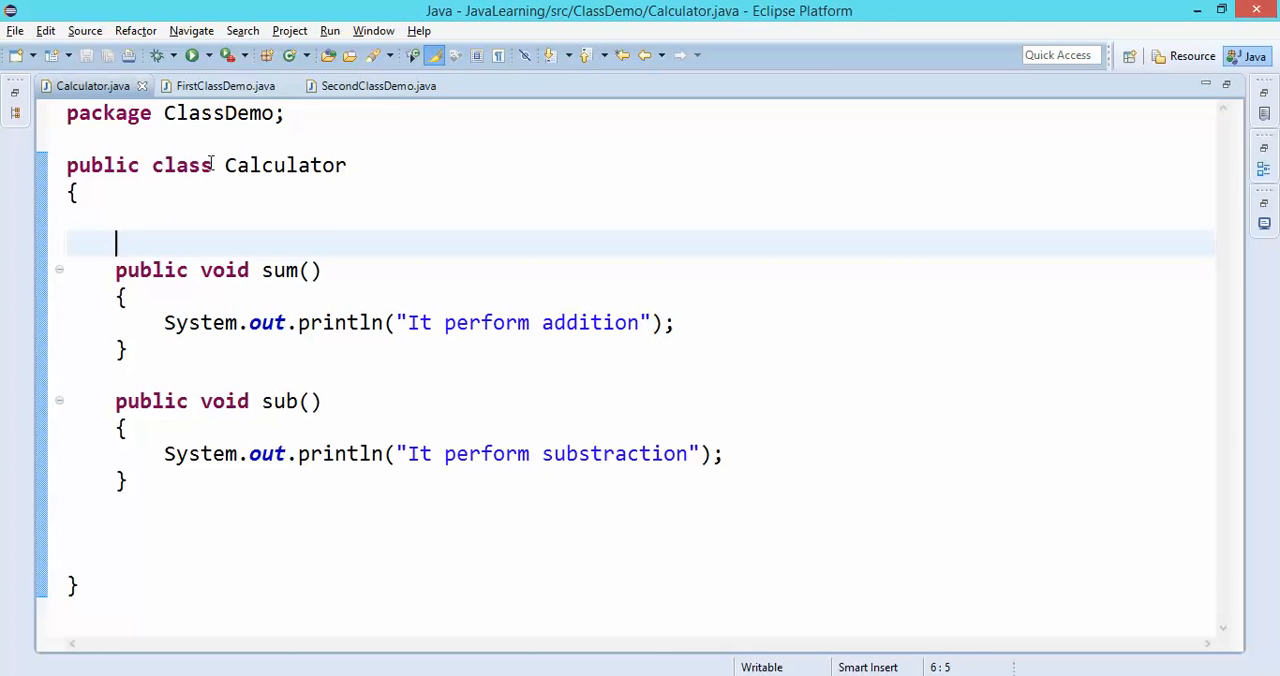 Java - JavaLearning/src/ClassDemo/Calculator.java - Eclipse Platform
File Edit Source Refactor Navigate Search Project Run Window Help
Quick Access Resource Java
Calculator.java FirstClassDemo.java SecondClassDemo.java
package ClassDemo;
public class Calculator
{
public void sum()
{
System.out.println("It perform addition");
}
public void sub()
{
System.out.println("It perform substraction");
}
}
Writable Smart Insert 6 : 5